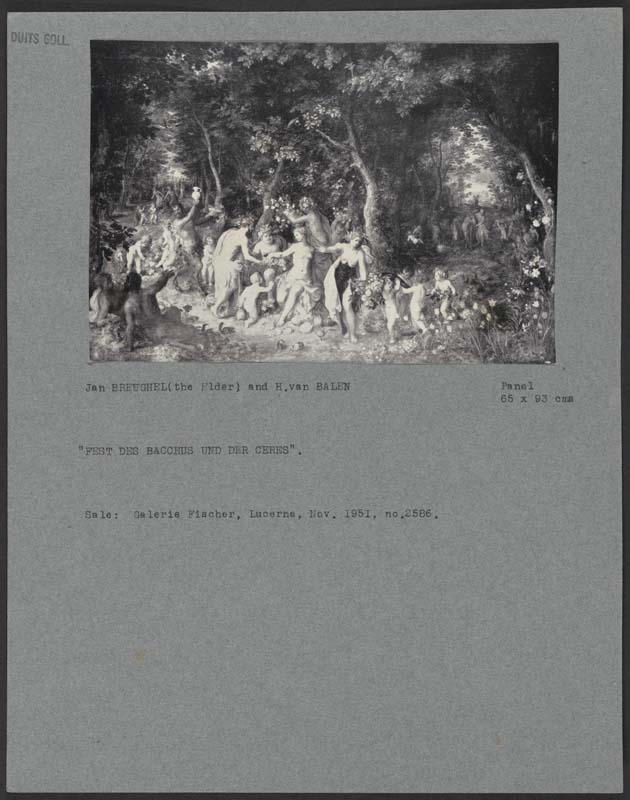 DUITS COLL.
Jan BREUGHEL(the Elder) and H.van BALEN
Panel
65 x 93 cms
"FEST DES BACCHUS UND DER CERES".
Sale: Galerie Fischer, Lucerne, Nov. 1951, no.2586.